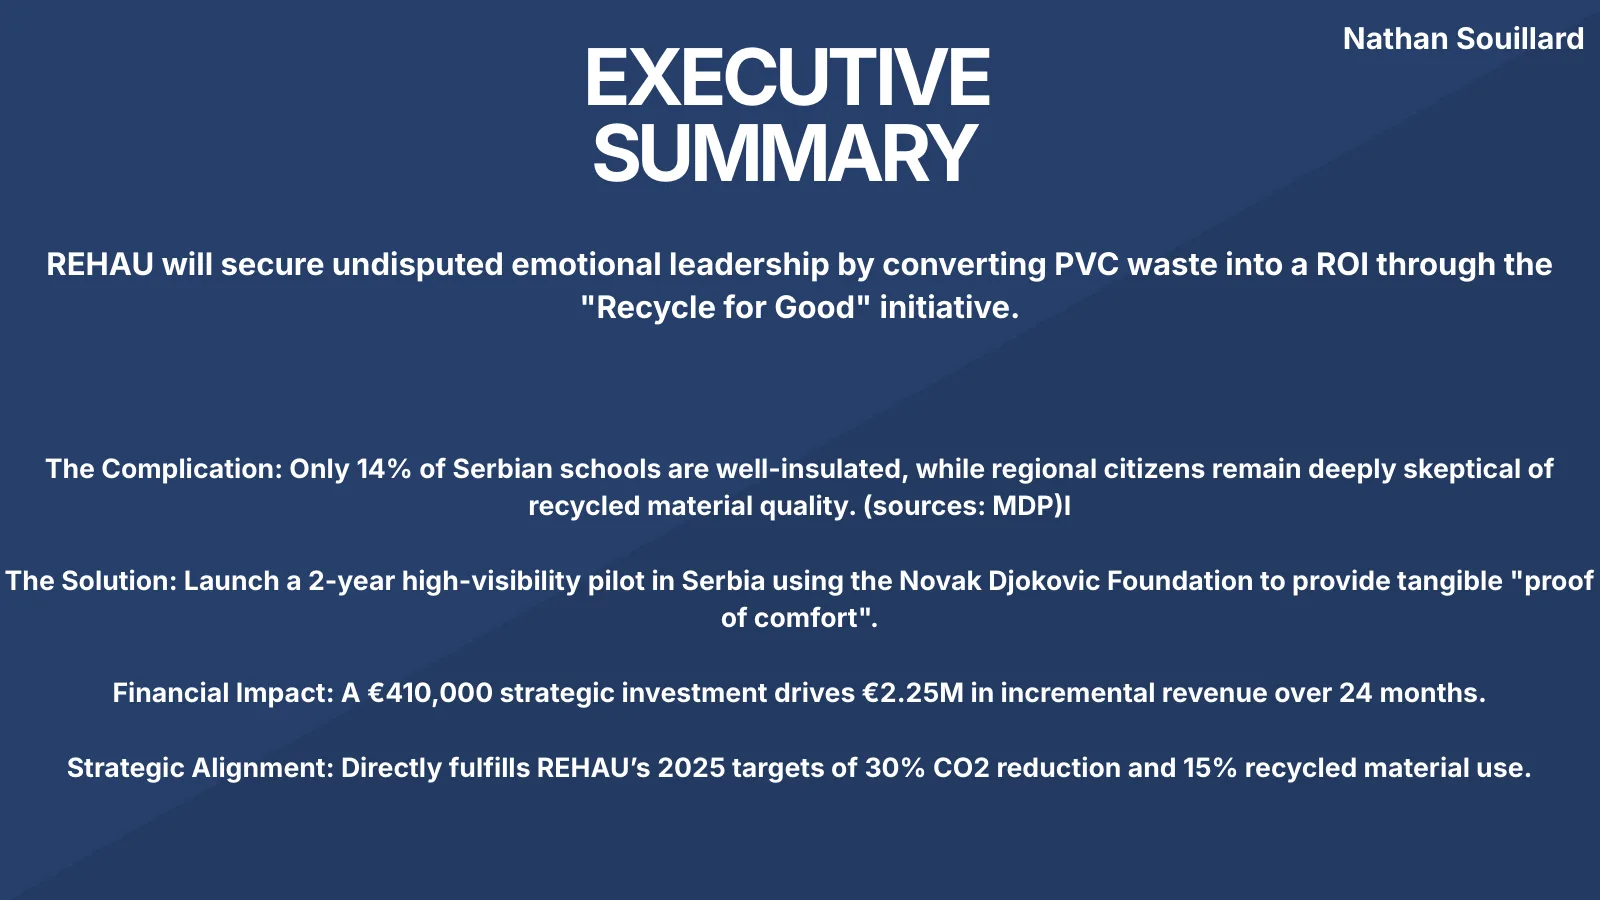 Nathan Souillard
EXECUTIVE
SUMMARY
REHAU will secure undisputed emotional leadership by converting PVC waste into a ROI through the
"Recycle for Good" initiative.
The Complication: Only 14% of Serbian schools are well-insulated, while regional citizens remain deeply skeptical of
recycled material quality. (sources: MDP)I
The Solution: Launch a 2-year high-visibility pilot in Serbia using the Novak Djokovic Foundation to provide tangible "proof
of comfort".
Financial Impact: A €410,000 strategic investment drives €2.25M in incremental revenue over 24 months.
Strategic Alignment: Directly fulfills REHAU’s 2025 targets of 30% CO2 reduction and 15% recycled material use.